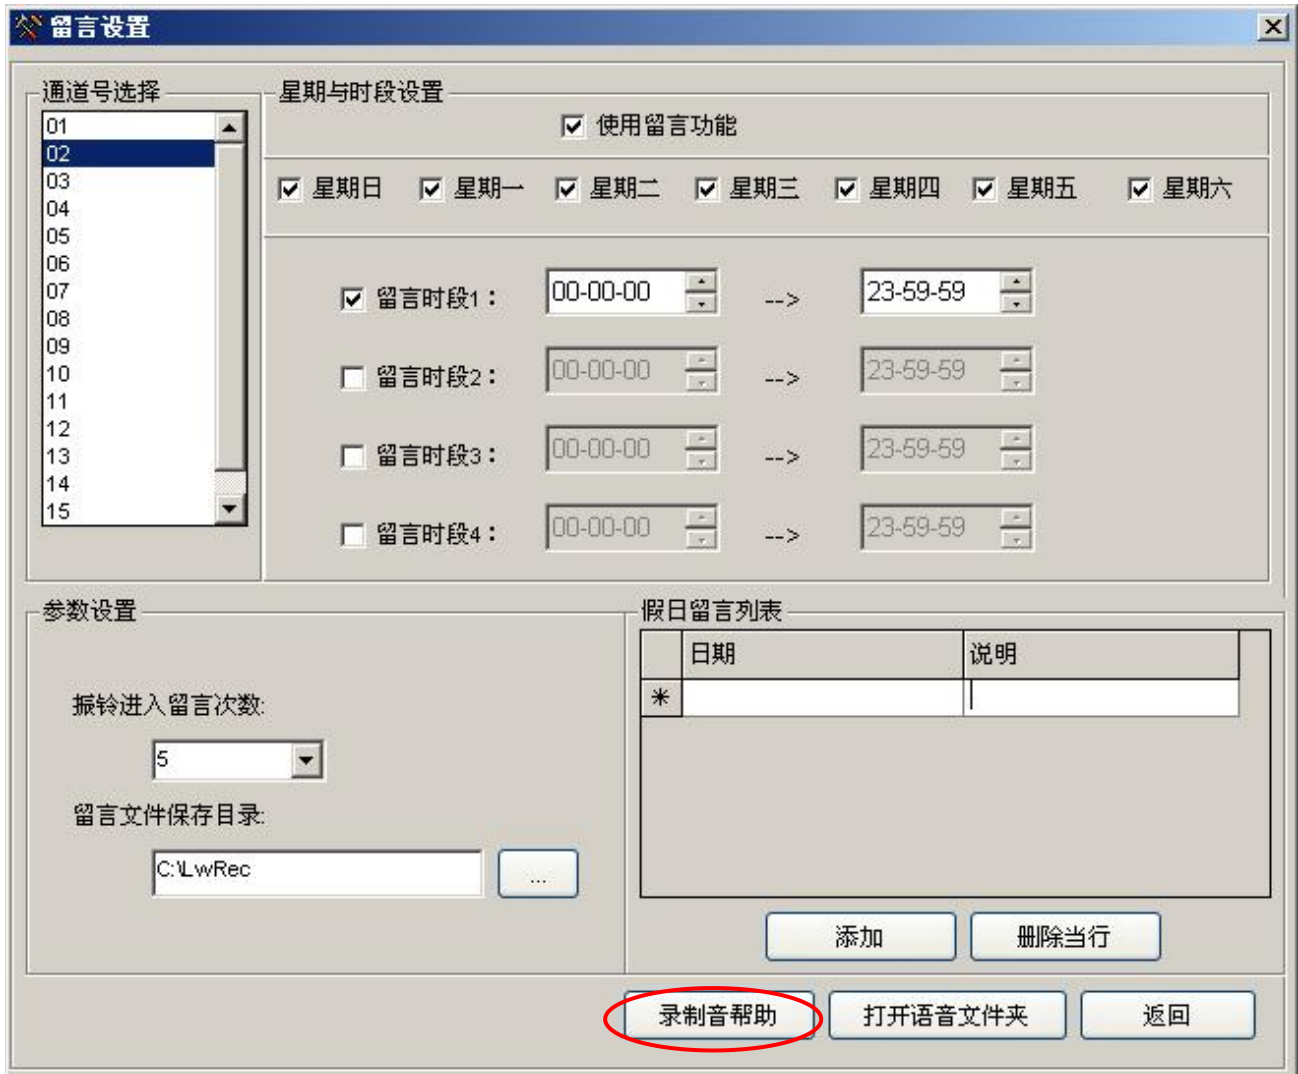 留言设置
通道号选择
01
02
03
04
05
06
07
08
09
10
11
12
13
14
15
星期与时段设置
使用留言功能
星期日 星期一 星期二 星期三 星期四 星期五 星期六
留言时段1： 00-00-00 --> 23-59-59
留言时段2： 00-00-00 --> 23-59-59
留言时段3： 00-00-00 --> 23-59-59
留言时段4： 00-00-00 --> 23-59-59
参数设置
振铃进入留言次数:
5
留言文件保存目录:
C:\LwRec ...
假日留言列表
日期 说明
添加 删除当行
录制音帮助 打开语音文件夹 返回